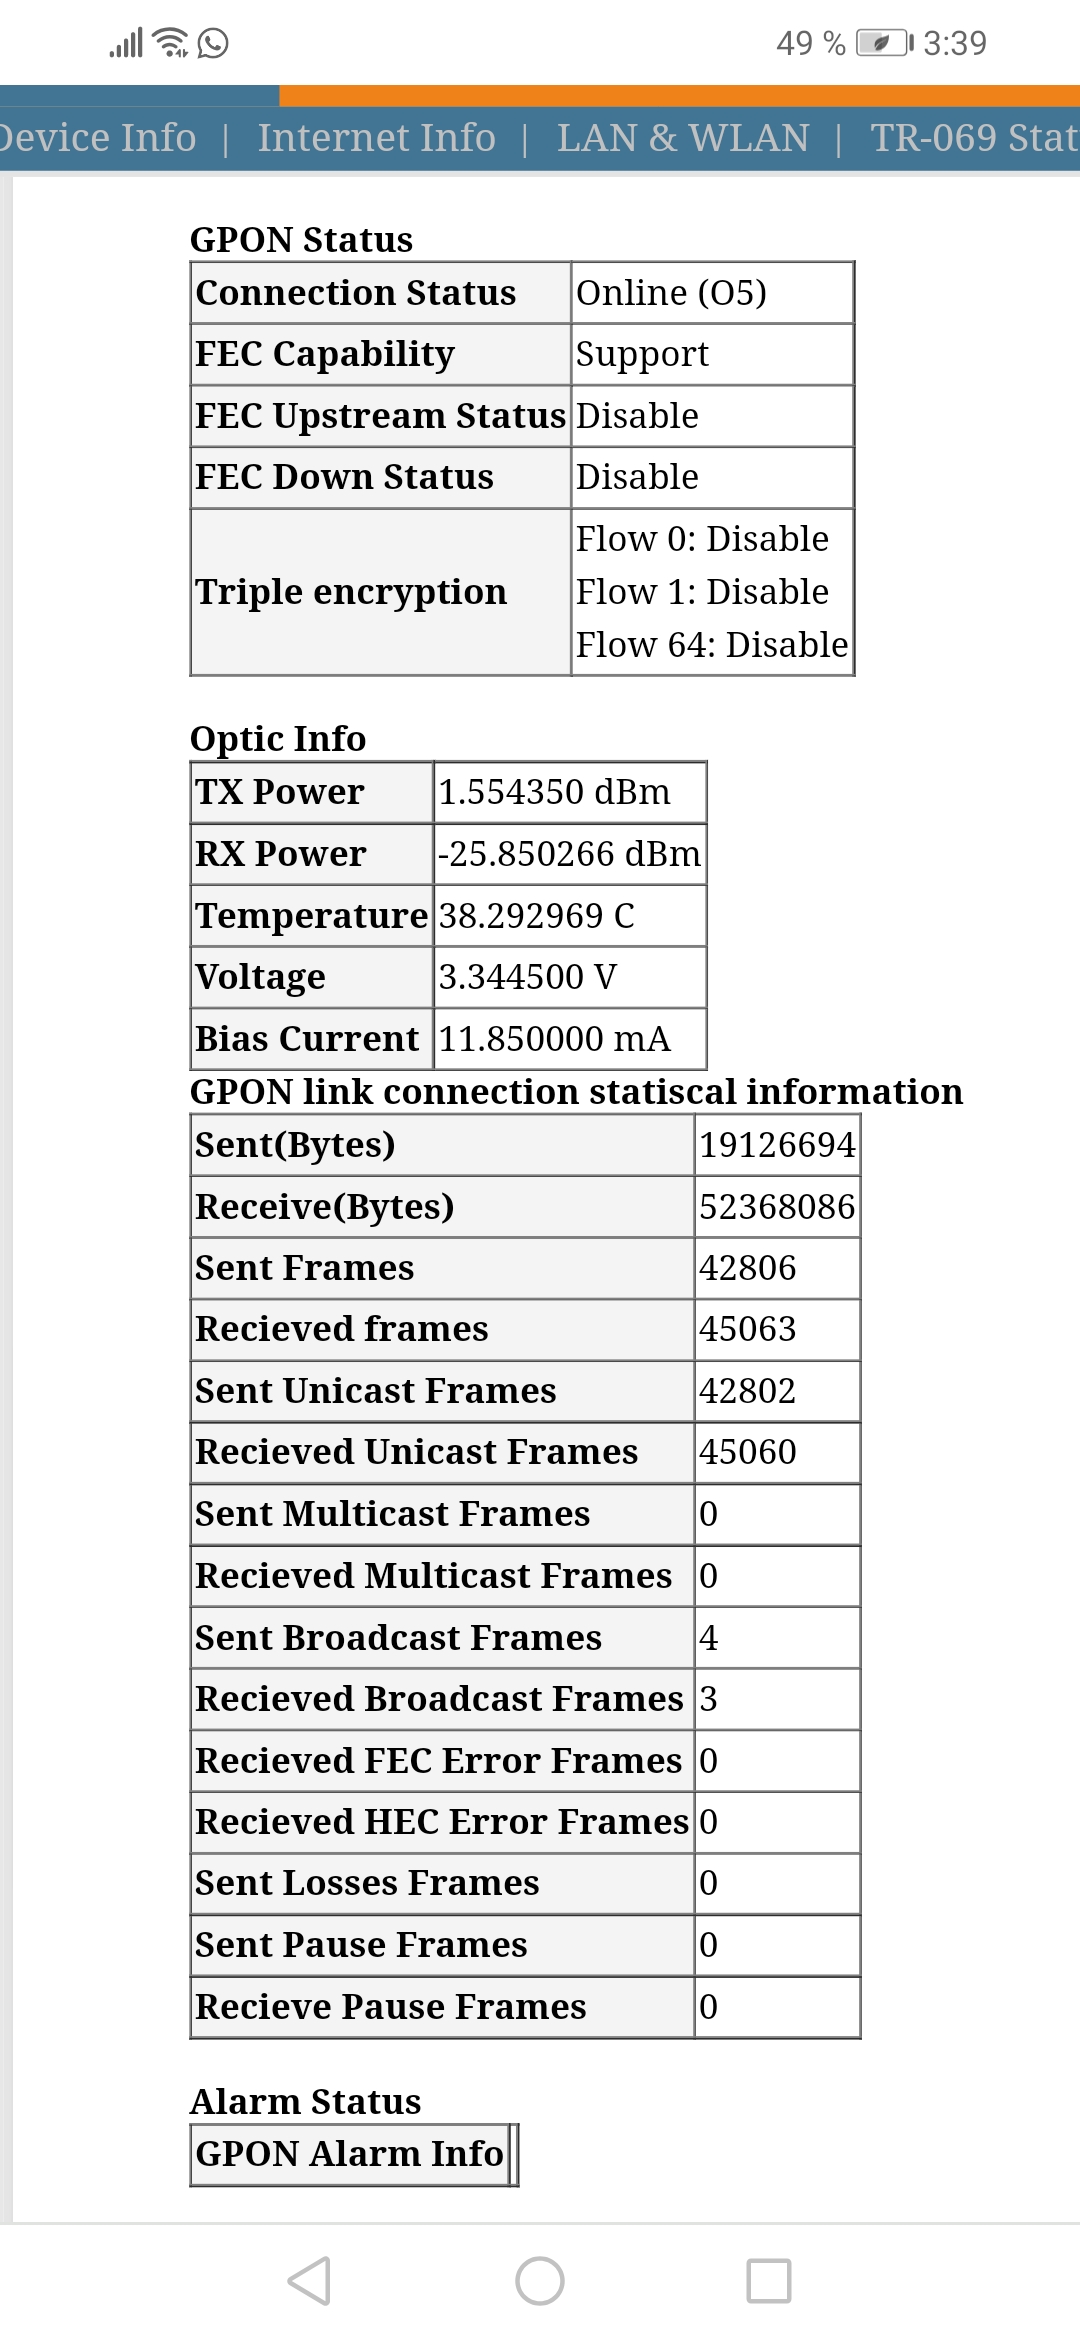 49 % 3:39
Device Info | Internet Info | LAN & WLAN | TR-069 Stat
GPON Status
Connection Status Online (O5)
FEC Capability Support
FEC Upstream Status Disable
FEC Down Status Disable
Triple encryption Flow 0: Disable
Flow 1: Disable
Flow 64: Disable
Optic Info
TX Power 1.554350 dBm
RX Power -25.850266 dBm
Temperature 38.292969 C
Voltage 3.344500 V
Bias Current 11.850000 mA
GPON link connection statiscal information
Sent(Bytes) 19126694
Receive(Bytes) 52368086
Sent Frames 42806
Recieved frames 45063
Sent Unicast Frames 42802
Recieved Unicast Frames 45060
Sent Multicast Frames 0
Recieved Multicast Frames 0
Sent Broadcast Frames 4
Recieved Broadcast Frames 3
Recieved FEC Error Frames 0
Recieved HEC Error Frames 0
Sent Losses Frames 0
Sent Pause Frames 0
Recieve Pause Frames 0
Alarm Status
GPON Alarm Info